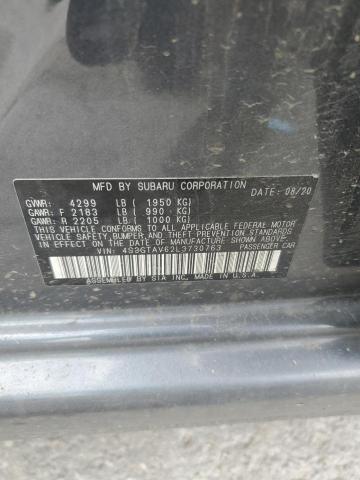 MFD BY SUBARU CORPORATION DATE: 08/20
GVWR: 4299 LB ( 1950 KG)
GAWR: F 2183 LB ( 990 KG)
GAWR: R 2205 LB ( 1000 KG)
THIS VEHICLE CONFORMS TO ALL APPLICABLE FEDERAL MOTOR
VEHICLE SAFETY, BUMPER, AND THEFT PREVENTION STANDARDS
IN EFFECT ON THE DATE OF MANUFACTURE SHOWN ABOVE.
VIN: 4S3GTAV62L3730763 PASSENGER CAR
ASSEMBLED BY SIA INC. MADE IN U.S.A.